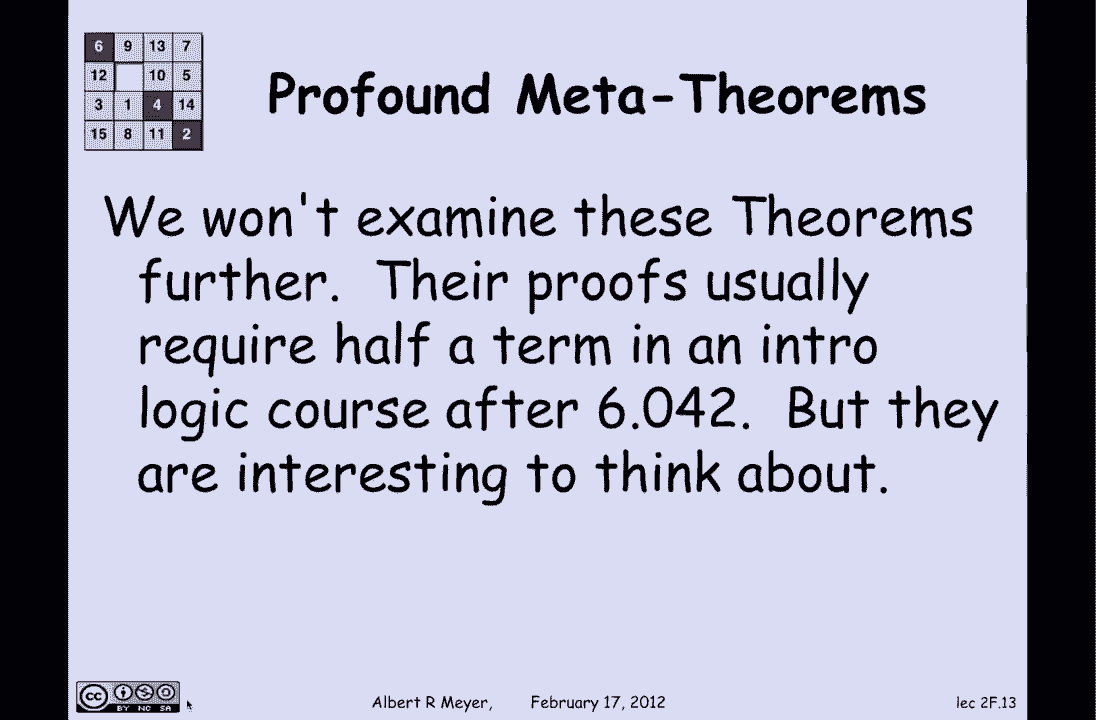 6 9 13 7
12 10 5
3 1 4 14
15 8 11 2
Profound Meta-Theorems
We won't examine these Theorems
further. Their proofs usually
require half a term in an intro
logic course after 6.042. But they
are interesting to think about.
cc BY NC SA
Albert R Meyer, February 17, 2012
lec 2F.13